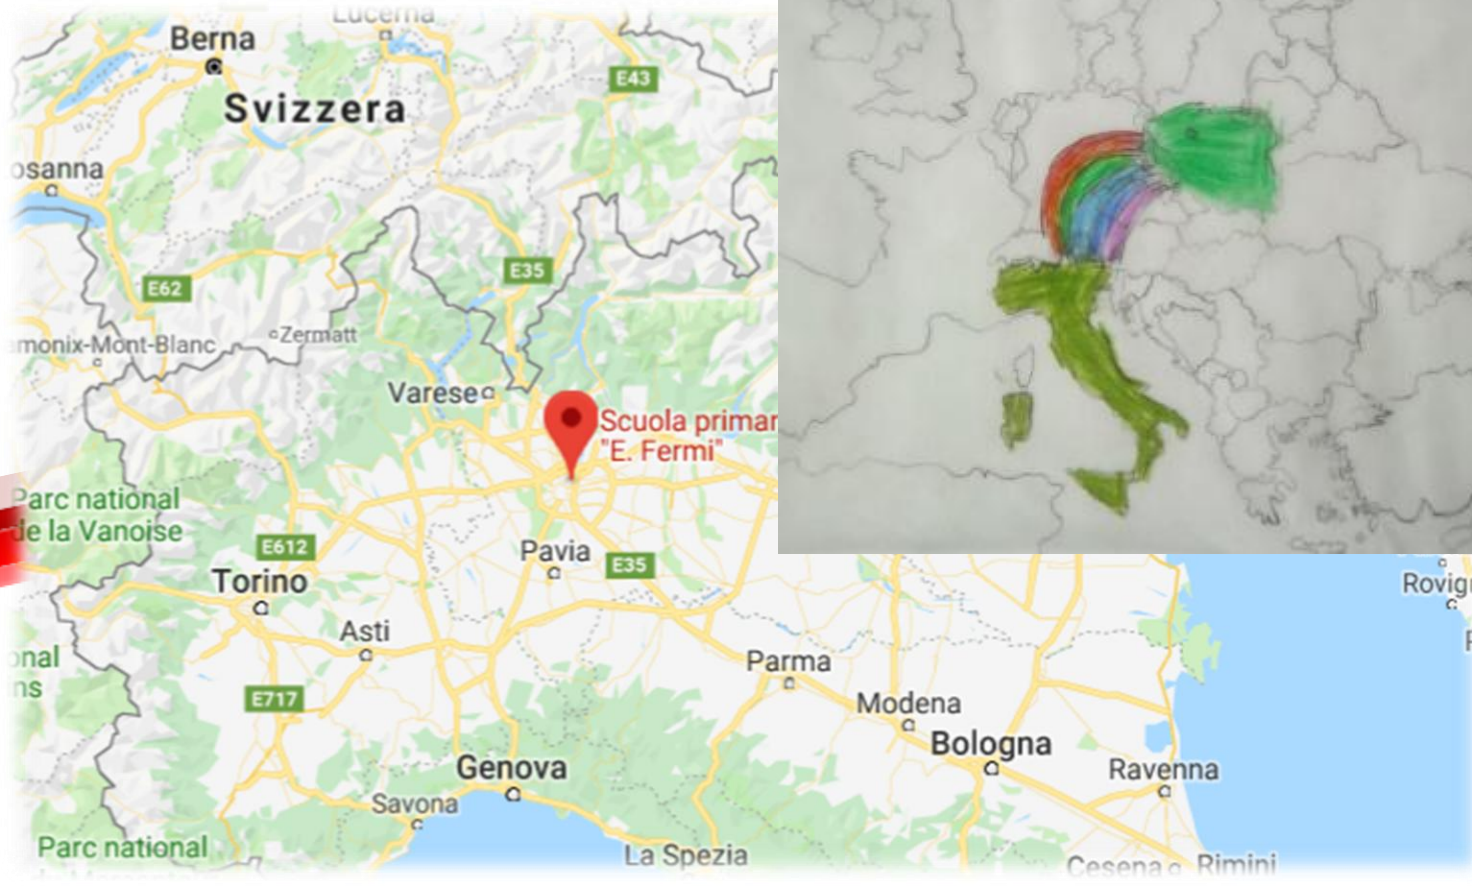 Lucerna
Berna
E43
Svizzera
osanna
E35
E62
Zermatt
amonix-Mont-Blanc
Varese
Scuola primar
"E. Fermi"
Parc national
de la Vanoise
E612
Pavia
E35
Torino
Rovigr
Asti
onal
ns
Parma
E717
Modena
Bologna
Genova
Ravenna
Savona
Parc national
La Spezia
Cesena
Rimini